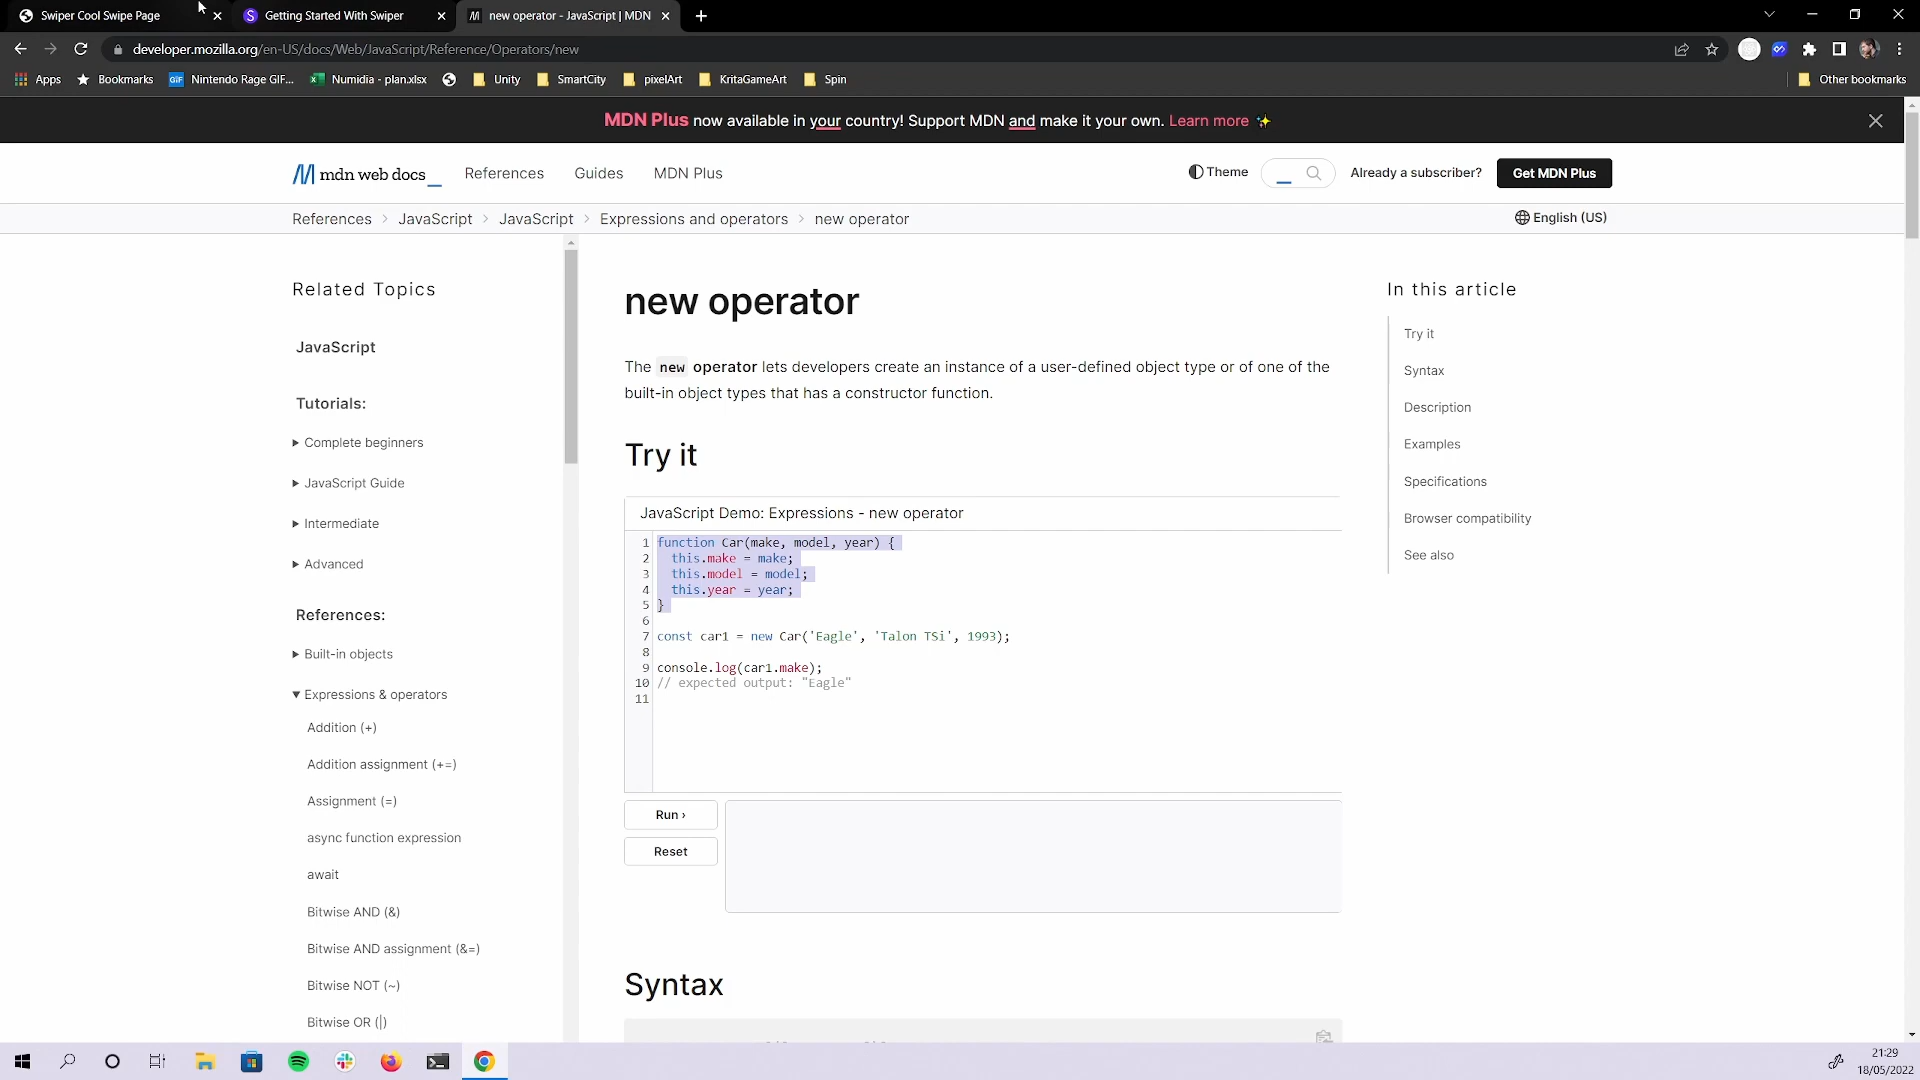 Swiper Cool Swipe Page
Getting Started With Swiper
new operator - JavaScript | MDN
developer.mozilla.org/en-US/docs/Web/JavaScript/Reference/Operators/new
Apps
Bookmarks
GIF
Nintendo Rage GIF...
Numidia - plan.xlsx
Unity
SmartCity
pixelArt
KritaGameArt
Spin
Other bookmarks
MDN Plus now available in your country! Support MDN and make it your own. Learn more ✨
mdn web docs_
References
Guides
MDN Plus
Theme
Already a subscriber?
Get MDN Plus
References > JavaScript > JavaScript > Expressions and operators > new operator
English (US)
Related Topics
JavaScript
Tutorials:
Complete beginners
JavaScript Guide
Intermediate
Advanced
References:
Built-in objects
Expressions & operators
Addition (+)
Addition assignment (+=)
Assignment (=)
async function expression
await
Bitwise AND (&)
Bitwise AND assignment (&=)
Bitwise NOT (~)
Bitwise OR (|)
new operator
The new operator lets developers create an instance of a user-defined object type or of one of the
built-in object types that has a constructor function.
Try it
JavaScript Demo: Expressions - new operator
1 function Car(make, model, year) {
2   this.make = make;
3   this.model = model;
4   this.year = year;
5 }
6
7 const car1 = new Car('Eagle', 'Talon TSi', 1993);
8
9 console.log(car1.make);
10 // expected output: "Eagle"
11
Run ›
Reset
Syntax
In this article
Try it
Syntax
Description
Examples
Specifications
Browser compatibility
See also
21:29
18/05/2022